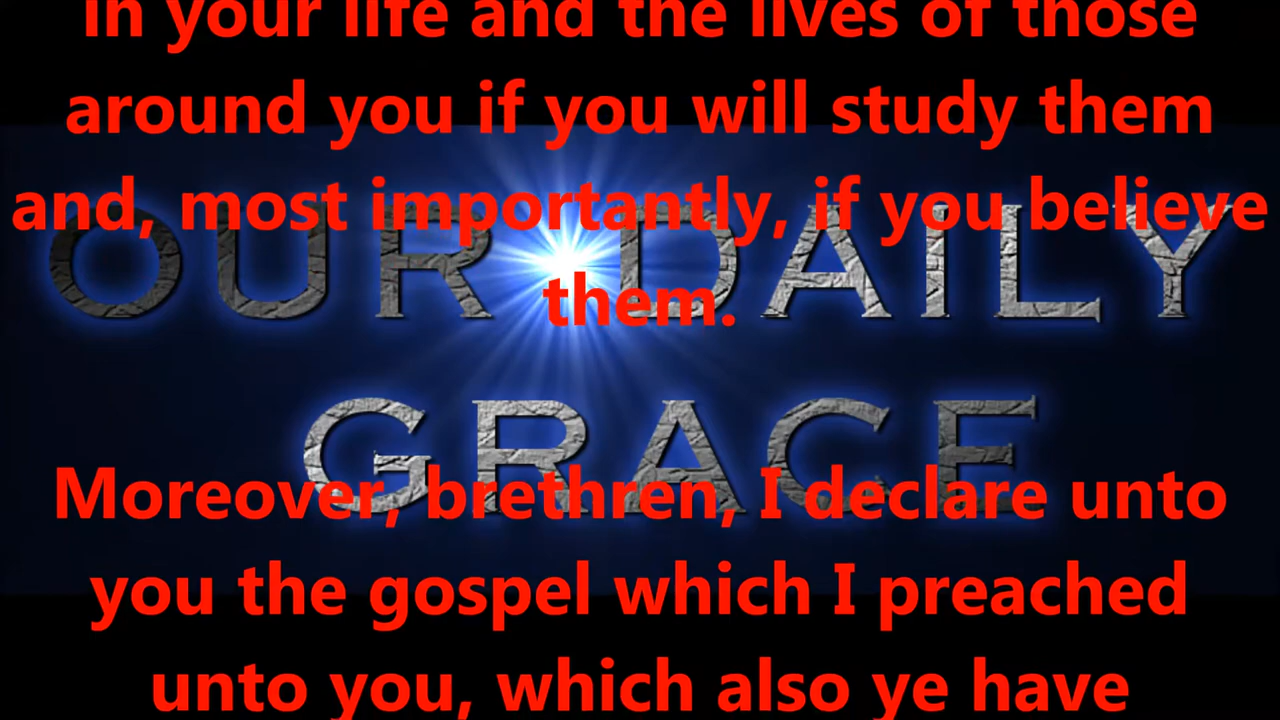 in your life and the lives of those
around you if you will study them
and, most importantly, if you believe
OUR DAILY
them.
GRACE
Moreover, brethren, I declare unto
you the gospel which I preached
unto you, which also ye have